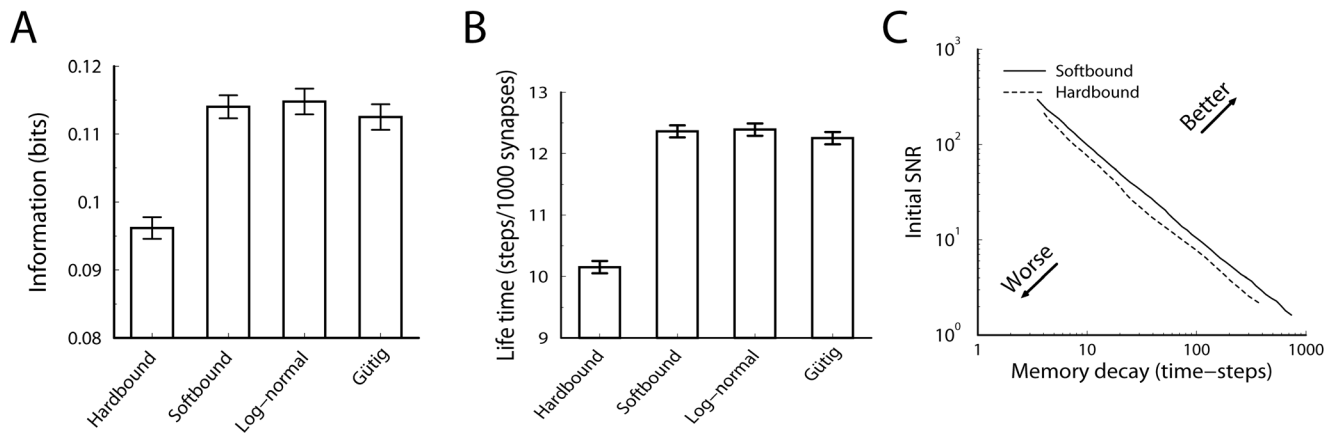 A
Information (bits)
0.12
0.11
0.1
0.09
0.08
Hardbound
Softbound
Log−normal
Gütig
B
Life time (steps/1000 synapses)
13
12
11
10
9
Hardbound
Softbound
Log−normal
Gütig
C
Initial SNR
10³
10²
10¹
10⁰
Softbound
Hardbound
Better
Worse
1
10
100
1000
Memory decay (time−steps)